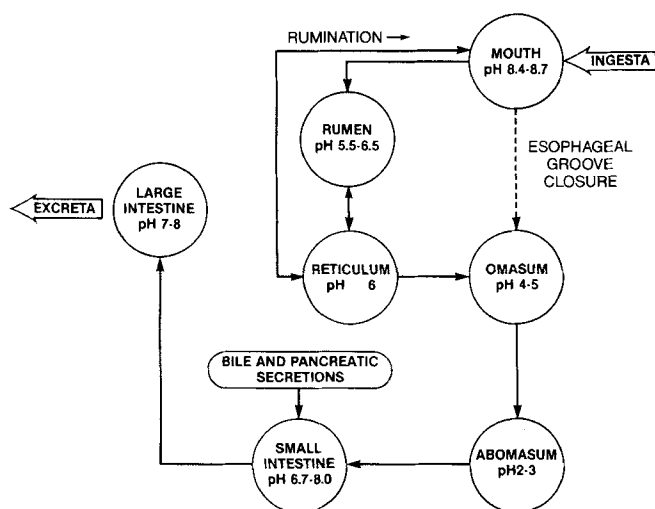 RUMINATION →
MOUTH
pH 8.4-8.7
INGESTA
RUMEN
pH 5.5-6.5
ESOPHAGEAL
GROOVE
CLOSURE
LARGE
INTESTINE
pH 7-8
EXCRETA
RETICULUM
pH 6
OMASUM
pH 4-5
BILE AND PANCREATIC
SECRETIONS
SMALL
INTESTINE
pH 6.7-8.0
ABOMASUM
pH2-3